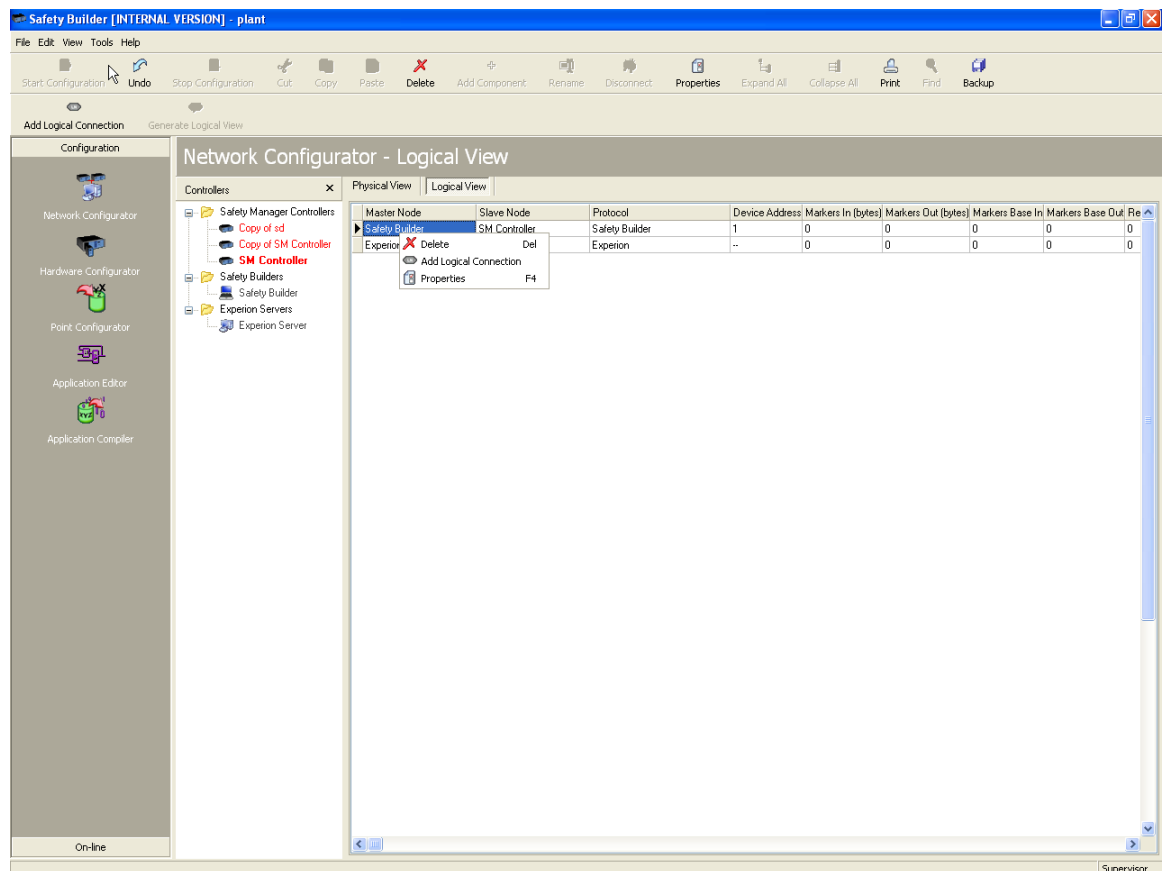 Safety Builder [INTERNAL VERSION] - plant
File Edit View Tools Help
Start Configuration Undo Stop Configuration Cut Copy Paste Delete Add Component Rename Disconnect Properties Expand All Collapse All Print Find Backup
Add Logical Connection Generate Logical View
Configuration
Network Configurator
Hardware Configurator
Point Configurator
Application Editor
Application Compiler
On-line
Network Configurator - Logical View
Controllers x
Safety Manager Controllers
Copy of sd
Copy of SM Controller
SM Controller
Safety Builders
Safety Builder
Experion Servers
Experion Server
Physical View Logical View
Master Node Slave Node Protocol Device Address Markers In (bytes) Markers Out (bytes) Markers Base In Markers Base Out Re
Safety Builder SM Controller Safety Builder 1 0 0 0 0 0
Experion -- 0 0 0 0 0
Delete Del
Add Logical Connection
Properties F4
Supervisor